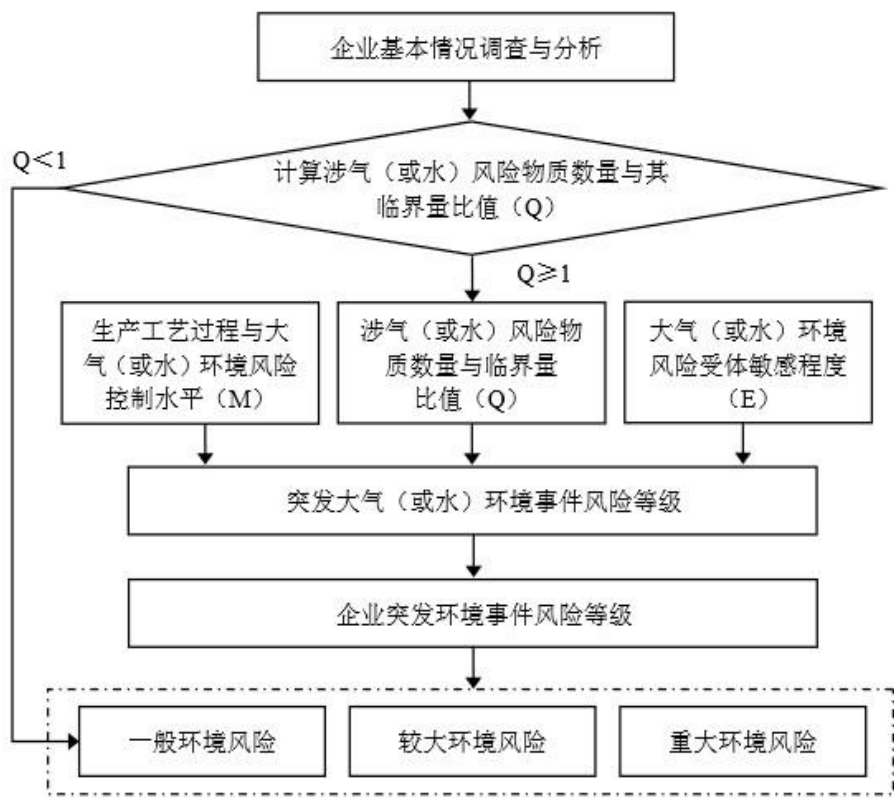 企业基本情况调查与分析
Q＜1
计算涉气（或水）风险物质数量与其
临界量比值（Q）
Q≥1
生产工艺过程与大
气（或水）环境风险
控制水平（M）
涉气（或水）风险物
质数量与临界量
比值（Q）
大气（或水）环境
风险受体敏感程度
（E）
突发大气（或水）环境事件风险等级
企业突发环境事件风险等级
一般环境风险
较大环境风险
重大环境风险